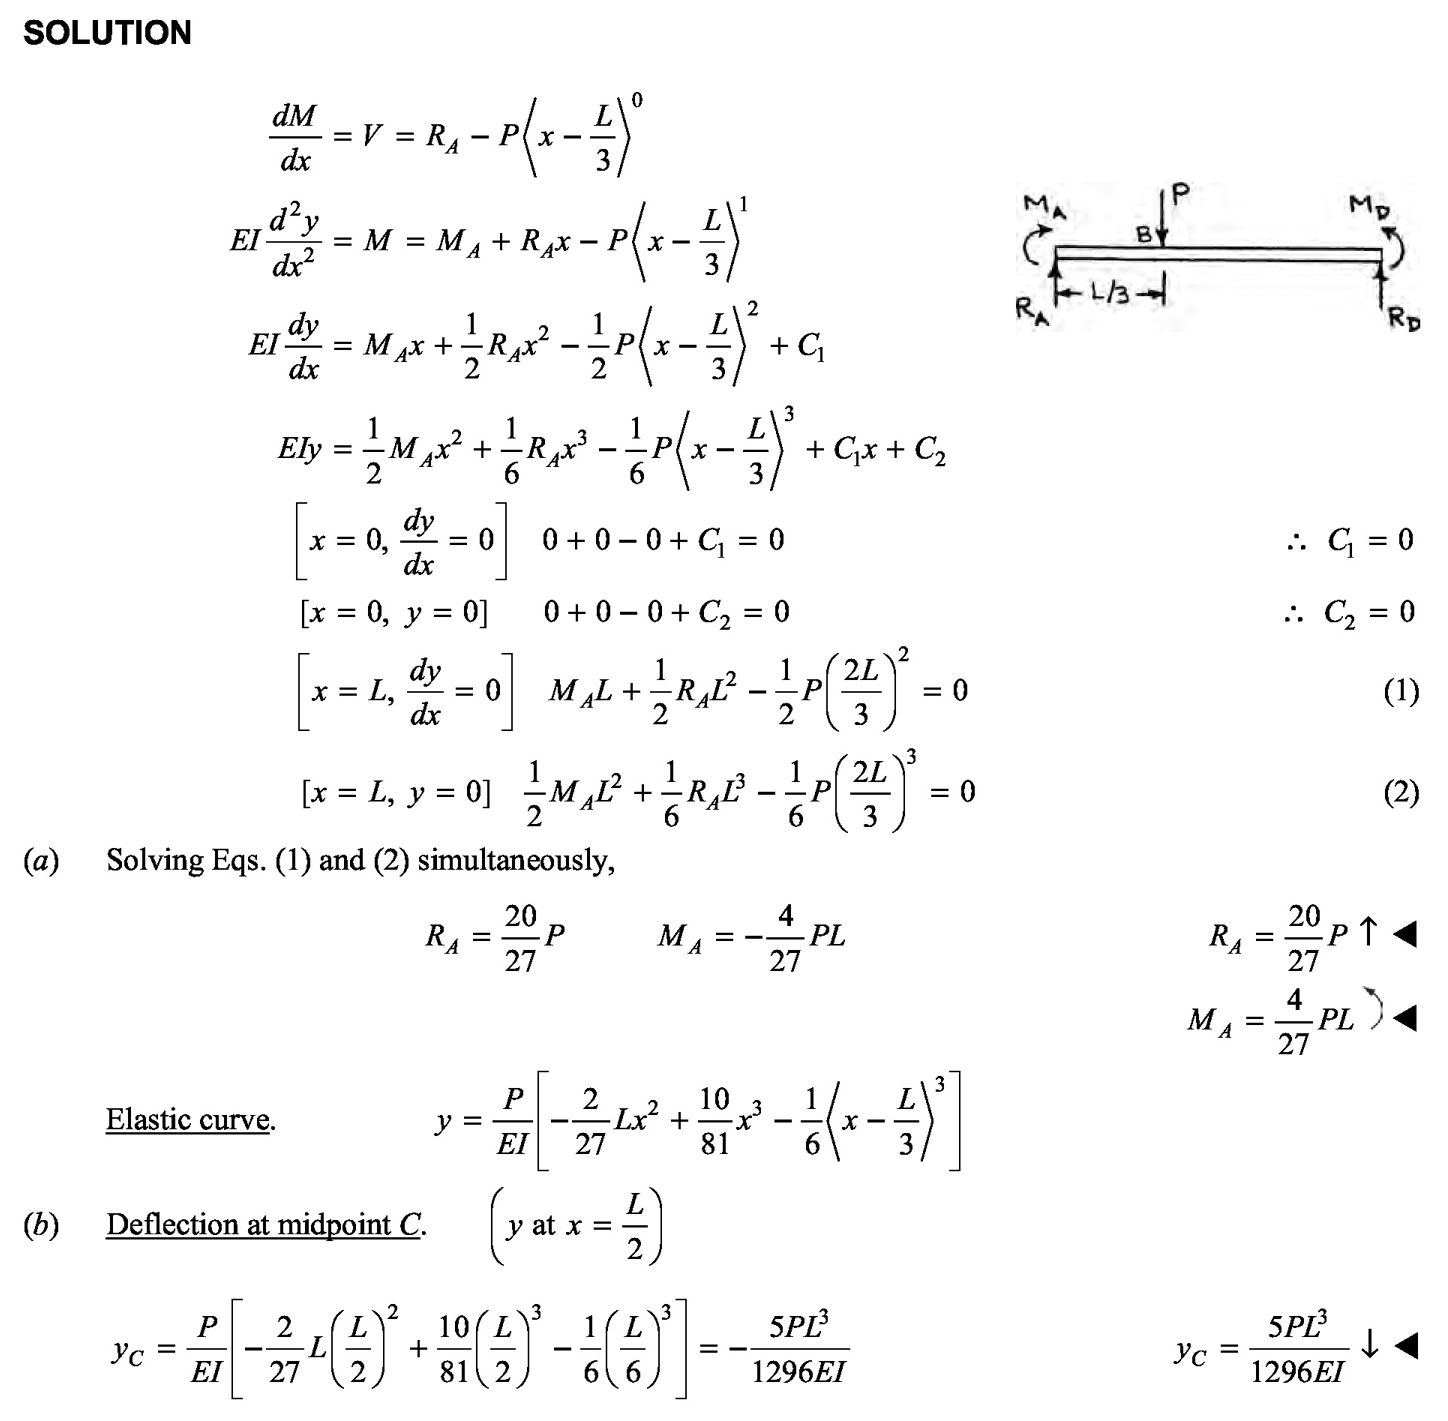 SOLUTION
dM/dx = V = R_A − P⟨x − L/3⟩^0
EI d²y/dx² = M = M_A + R_A x − P⟨x − L/3⟩^1
M_A P M_D
B
L/3
R_A R_D
EI dy/dx = M_A x + 1/2 R_A x² − 1/2 P⟨x − L/3⟩² + C₁
EIy = 1/2 M_A x² + 1/6 R_A x³ − 1/6 P⟨x − L/3⟩³ + C₁x + C₂
[x = 0, dy/dx = 0] 0 + 0 − 0 + C₁ = 0 ∴ C₁ = 0
[x = 0, y = 0] 0 + 0 − 0 + C₂ = 0 ∴ C₂ = 0
[x = L, dy/dx = 0] M_A L + 1/2 R_A L² − 1/2 P(2L/3)² = 0 (1)
[x = L, y = 0] 1/2 M_A L² + 1/6 R_A L³ − 1/6 P(2L/3)³ = 0 (2)
(a) Solving Eqs. (1) and (2) simultaneously,
R_A = 20/27 P M_A = −4/27 PL R_A = 20/27 P ↑ ◀
M_A = 4/27 PL ↺ ◀
Elastic curve. y = P/EI [−2/27 Lx² + 10/81 x³ − 1/6⟨x − L/3⟩³]
(b) Deflection at midpoint C. (y at x = L/2)
y_C = P/EI [−2/27 L(L/2)² + 10/81 (L/2)³ − 1/6 (L/6)³] = −5PL³/1296EI y_C = 5PL³/1296EI ↓ ◀